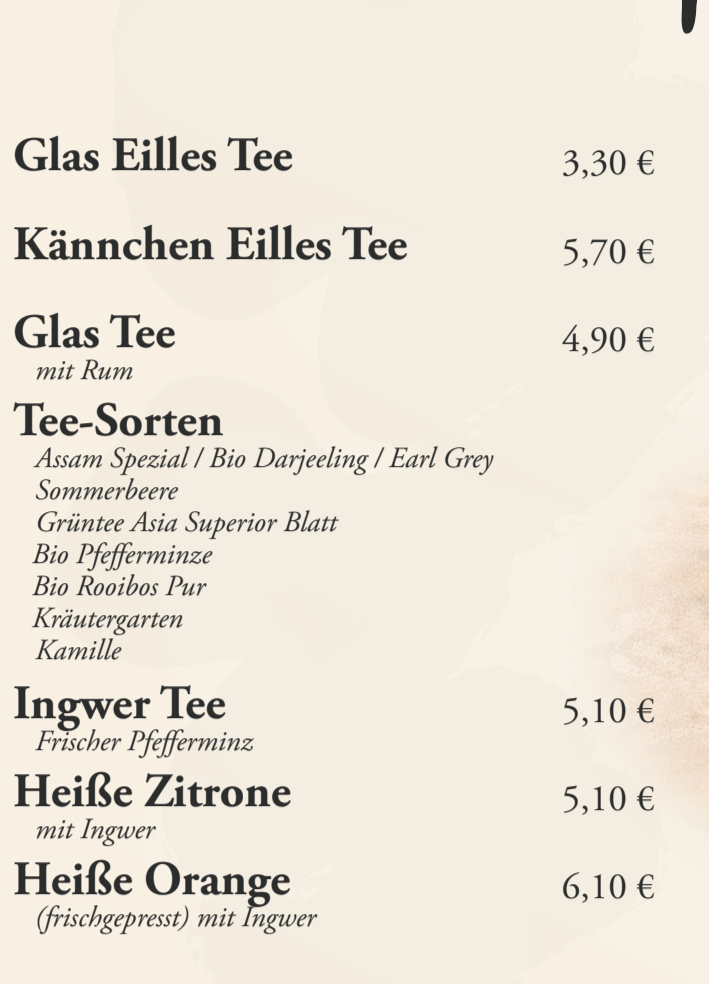 Glas Eilles Tee 3,30 €
Kännchen Eilles Tee 5,70 €
Glas Tee 4,90 €
mit Rum
Tee-Sorten
Assam Spezial / Bio Darjeeling / Earl Grey
Sommerbeere
Grüntee Asia Superior Blatt
Bio Pfefferminze
Bio Rooibos Pur
Kräutergarten
Kamille
Ingwer Tee 5,10 €
Frischer Pfefferminz
Heiße Zitrone 5,10 €
mit Ingwer
Heiße Orange 6,10 €
(frischgepresst) mit Ingwer